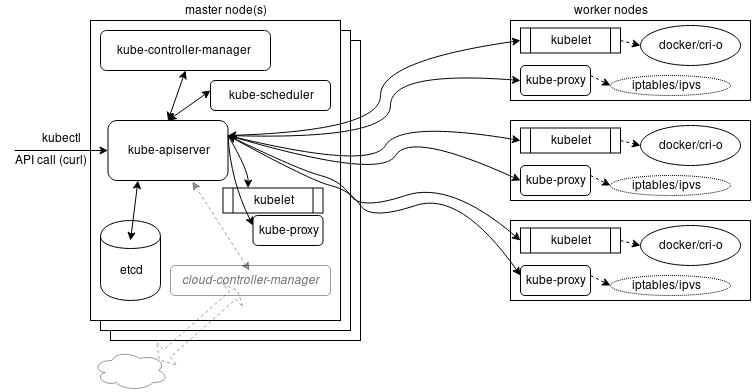 master node(s)
kube-controller-manager
kube-scheduler
kubectl
API call (curl)
kube-apiserver
kubelet
kube-proxy
etcd
cloud-controller-manager
worker nodes
kubelet
docker/cri-o
kube-proxy
iptables/ipvs
kubelet
docker/cri-o
kube-proxy
iptables/ipvs
kubelet
docker/cri-o
kube-proxy
iptables/ipvs